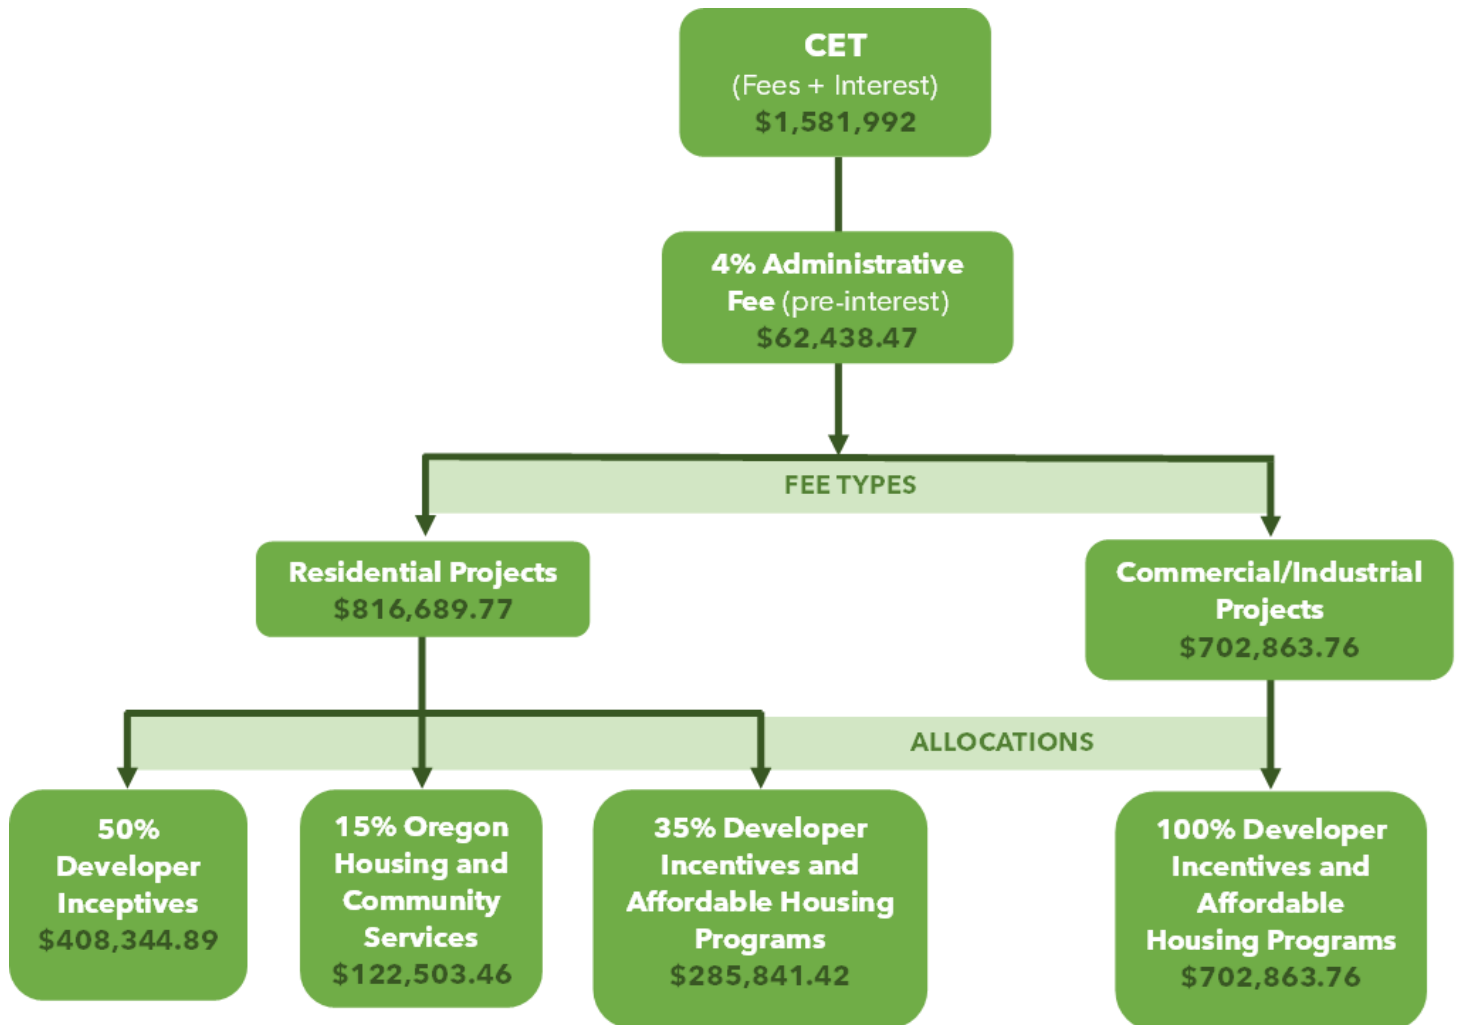 CET
(Fees + Interest)
$1,581,992
4% Administrative
Fee (pre-interest)
$62,438.47
FEE TYPES
Residential Projects
$816,689.77
Commercial/Industrial
Projects
$702,863.76
ALLOCATIONS
50%
Developer
Inceptives
$408,344.89
15% Oregon
Housing and
Community
Services
$122,503.46
35% Developer
Incentives and
Affordable Housing
Programs
$285,841.42
100% Developer
Incentives and
Affordable
Housing Programs
$702,863.76